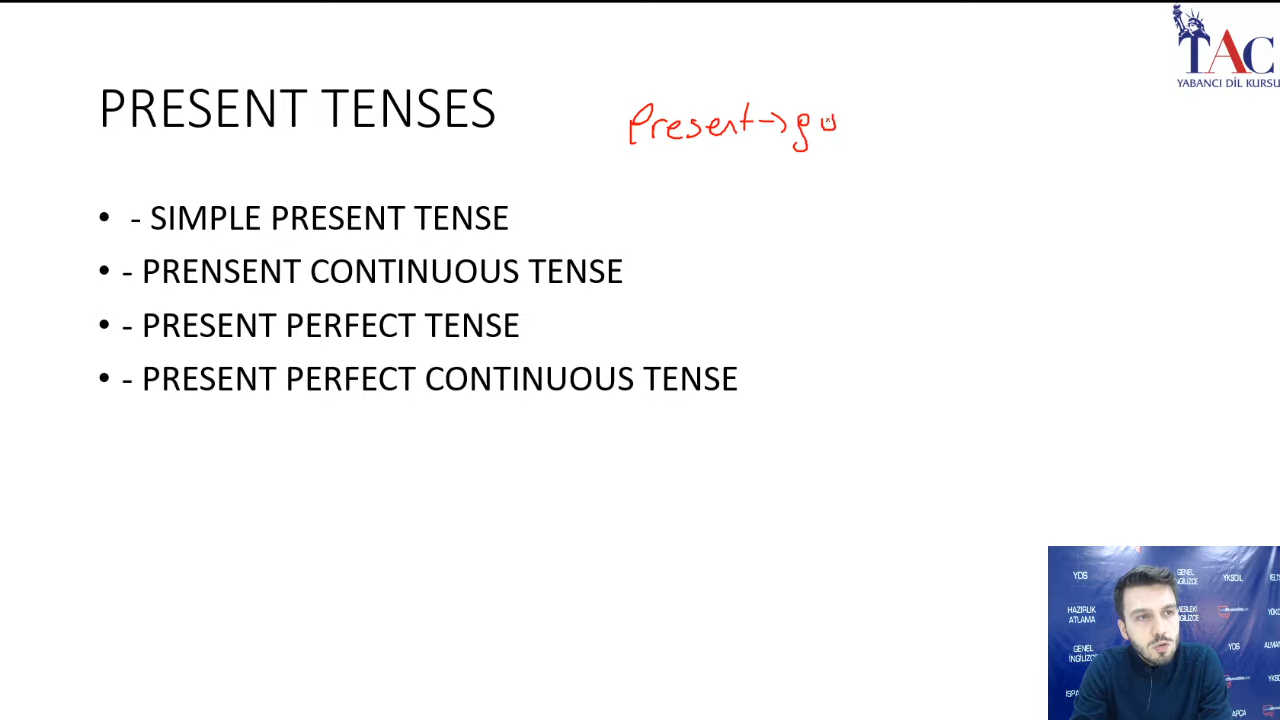 TAC
YABANCI DİL KURSU
PRESENT TENSES
Present → gü
• - SIMPLE PRESENT TENSE
• - PRENSENT CONTINUOUS TENSE
• - PRESENT PERFECT TENSE
• - PRESENT PERFECT CONTINUOUS TENSE
YDS
GENEL
İNGİLİZCE
YKSDİL
IELTS
HAZIRLIK
ATLAMA
MESLEKİ
İNGİLİZCE
GENEL
İNGİLİZCE
YDS